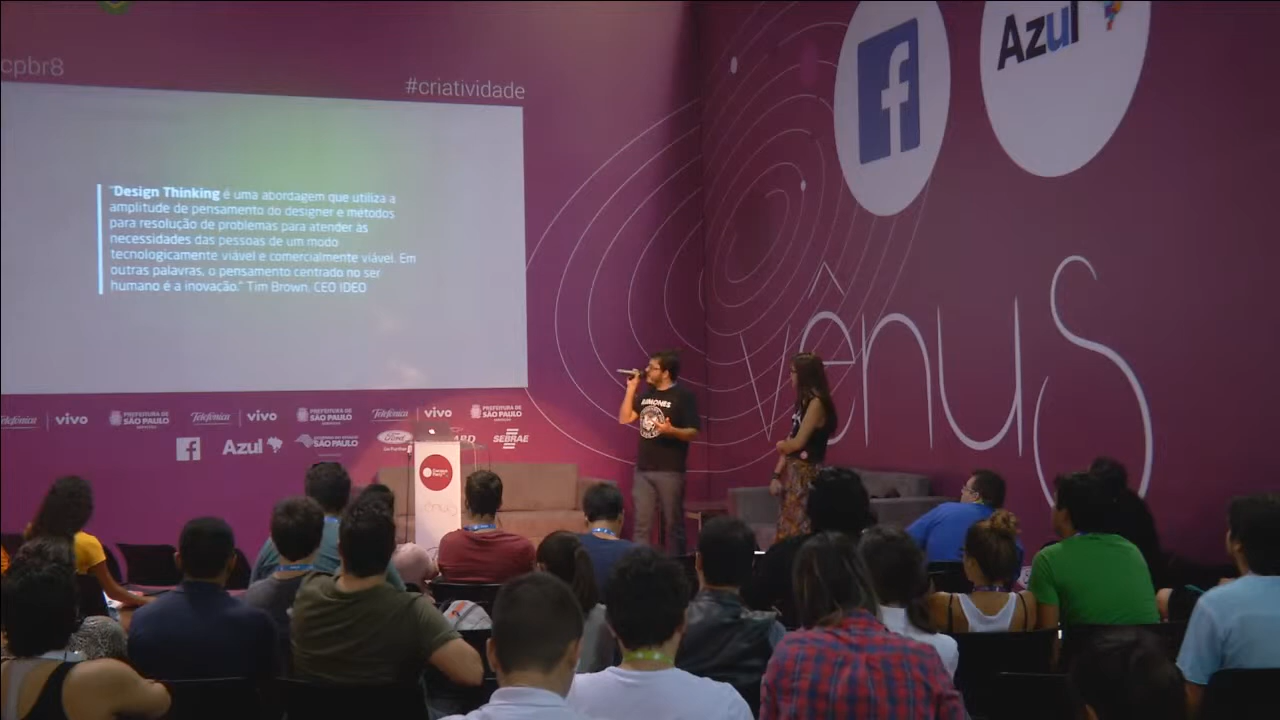 cpbr8
#criatividade
"Design Thinking é uma abordagem que utiliza a
amplitude de pensamento do designer e métodos
para resolução de problemas para atender às
necessidades das pessoas de um modo
tecnologicamente viável e comercialmente viável. Em
outras palavras, o pensamento centrado no ser
humano é a inovação." Tim Brown, CEO IDEO
f
Azul
vênus
Telefónica vivo PREFEITURA DE SÃO PAULO Telefónica vivo PREFEITURA DE SÃO PAULO Telefónica vivo PREFEITURA DE SÃO PAULO
f Azul SÃO PAULO Ford SEBRAE
RAMONES
Campus Party